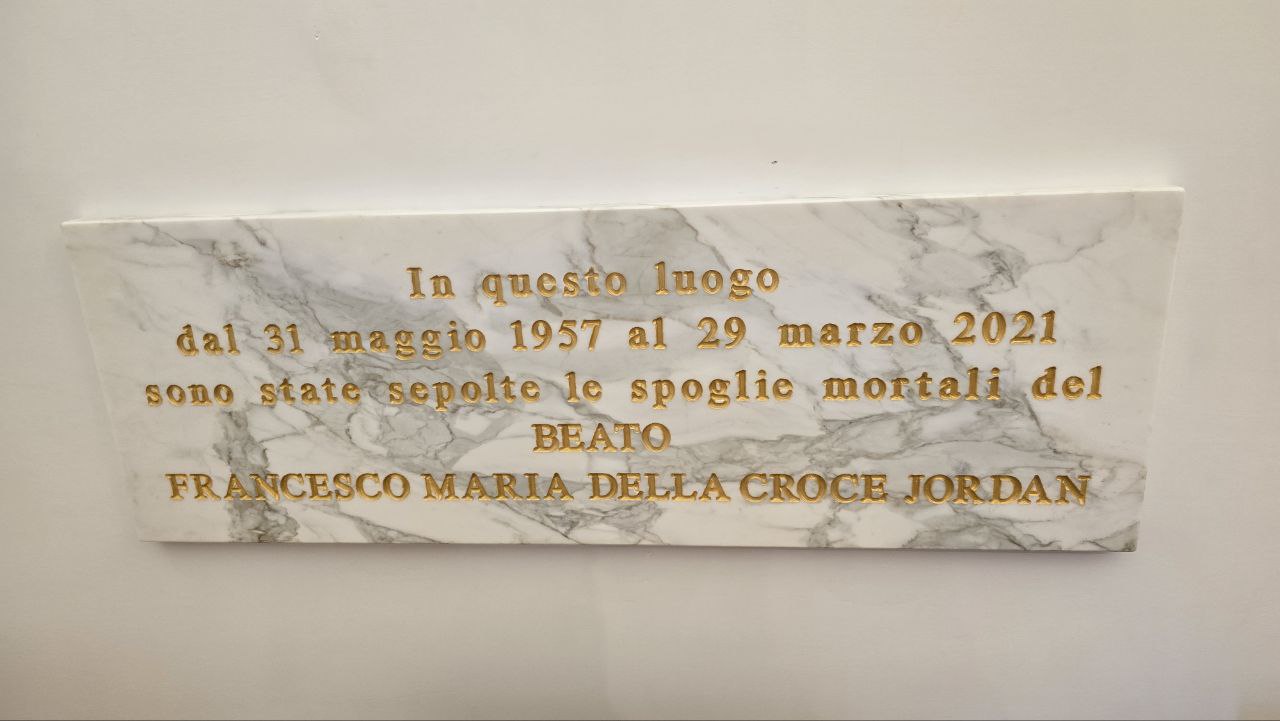 In questo luogo
dal 31 maggio 1957 al 29 marzo 2021
sono state sepolte le spoglie mortali del
BEATO
FRANCESCO MARIA DELLA CROCE JORDAN